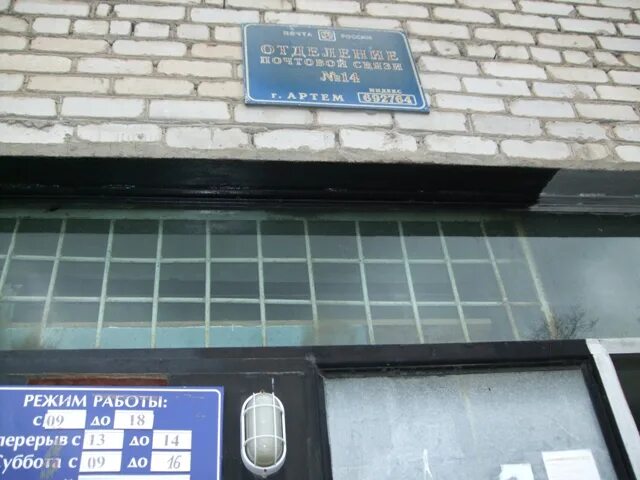 ПОЧТА РОССИИ
ОТДЕЛЕНИЕ
ПОЧТОВОЙ СВЯЗИ
№14
г. АРТЕМ
ИНДЕКС
692764
РЕЖИМ РАБОТЫ:
с 09 до 18
перерыв с 13 до 14
Суббота с 09 до 16